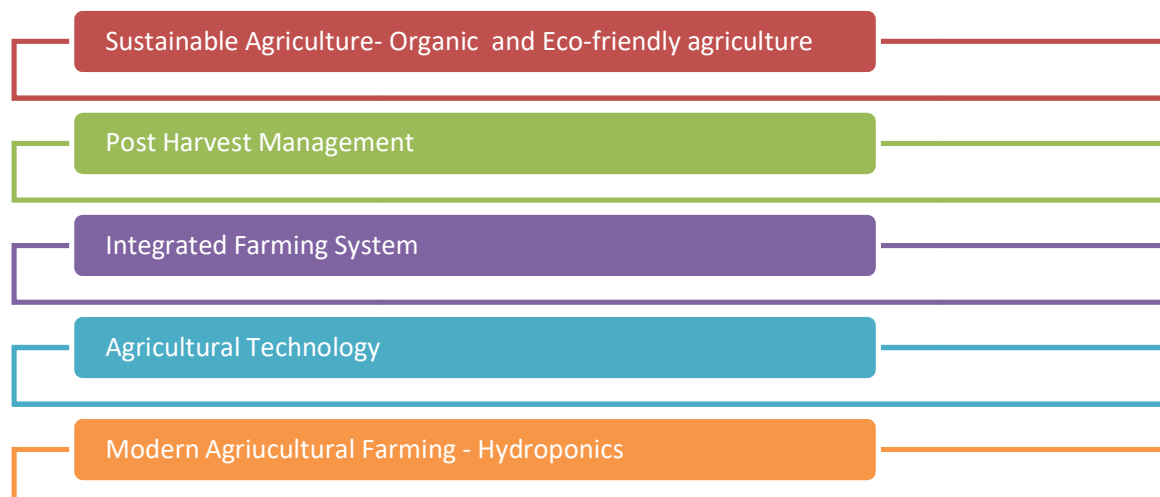 Sustainable Agriculture- Organic  and Eco-friendly agriculture
Post Harvest Management
Integrated Farming System
Agricultural Technology
Modern Agriucultural Farming - Hydroponics